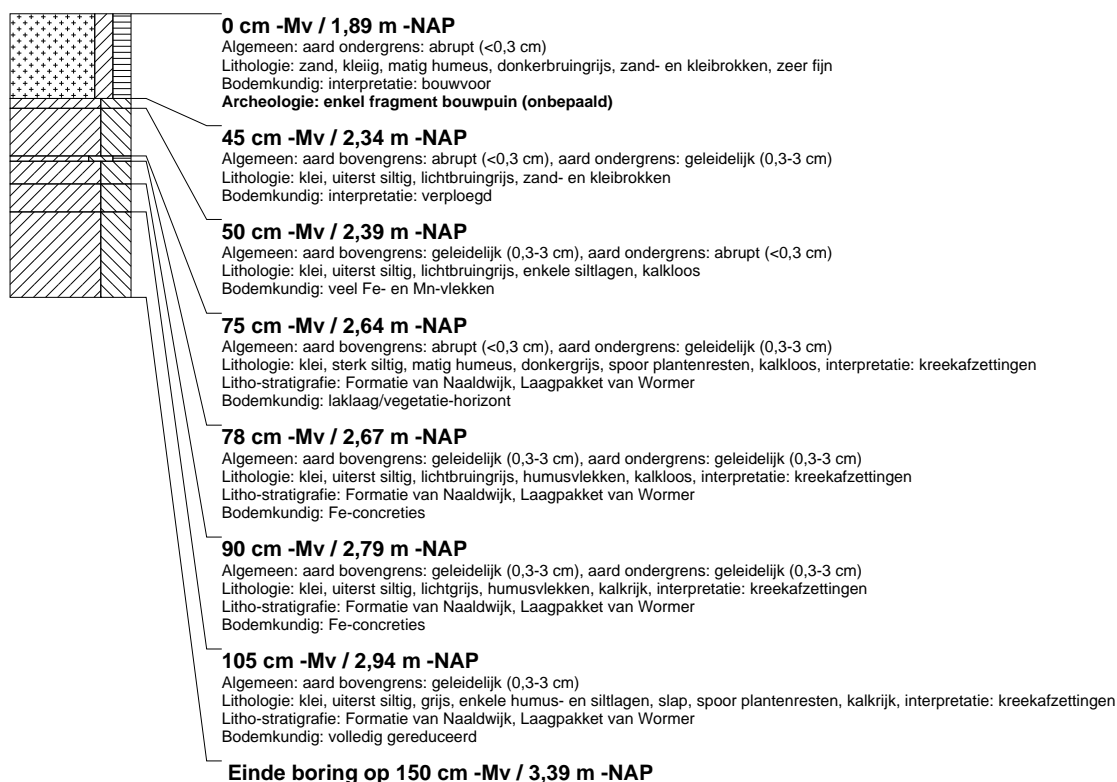 0 cm -Mv / 1,89 m -NAP
Algemeen: aard ondergrens: abrupt (<0,3 cm)
Lithologie: zand, kleiig, matig humeus, donkerbruingrijs, zand- en kleibrokken, zeer fijn
Bodemkundig: interpretatie: bouwvoor
Archeologie: enkel fragment bouwpuin (onbepaald)
45 cm -Mv / 2,34 m -NAP
Algemeen: aard bovengrens: abrupt (<0,3 cm), aard ondergrens: geleidelijk (0,3-3 cm)
Lithologie: klei, uiterst siltig, lichtbruingrijs, zand- en kleibrokken
Bodemkundig: interpretatie: verploegd
50 cm -Mv / 2,39 m -NAP
Algemeen: aard bovengrens: geleidelijk (0,3-3 cm), aard ondergrens: abrupt (<0,3 cm)
Lithologie: klei, uiterst siltig, lichtbruingrijs, enkele siltlagen, kalkloos
Bodemkundig: veel Fe- en Mn-vlekken
75 cm -Mv / 2,64 m -NAP
Algemeen: aard bovengrens: abrupt (<0,3 cm), aard ondergrens: geleidelijk (0,3-3 cm)
Lithologie: klei, sterk siltig, matig humeus, donkergrijs, spoor plantenresten, kalkloos, interpretatie: kreekafzettingen
Litho-stratigrafie: Formatie van Naaldwijk, Laagpakket van Wormer
Bodemkundig: laklaag/vegetatie-horizont
78 cm -Mv / 2,67 m -NAP
Algemeen: aard bovengrens: geleidelijk (0,3-3 cm), aard ondergrens: geleidelijk (0,3-3 cm)
Lithologie: klei, uiterst siltig, lichtbruingrijs, humusvlekken, kalkloos, interpretatie: kreekafzettingen
Litho-stratigrafie: Formatie van Naaldwijk, Laagpakket van Wormer
Bodemkundig: Fe-concreties
90 cm -Mv / 2,79 m -NAP
Algemeen: aard bovengrens: geleidelijk (0,3-3 cm), aard ondergrens: geleidelijk (0,3-3 cm)
Lithologie: klei, uiterst siltig, lichtgrijs, humusvlekken, kalkrijk, interpretatie: kreekafzettingen
Litho-stratigrafie: Formatie van Naaldwijk, Laagpakket van Wormer
Bodemkundig: Fe-concreties
105 cm -Mv / 2,94 m -NAP
Algemeen: aard bovengrens: geleidelijk (0,3-3 cm)
Lithologie: klei, uiterst siltig, grijs, enkele humus- en siltlagen, slap, spoor plantenresten, kalkrijk, interpretatie: kreekafzettingen
Litho-stratigrafie: Formatie van Naaldwijk, Laagpakket van Wormer
Bodemkundig: volledig gereduceerd
Einde boring op 150 cm -Mv / 3,39 m -NAP